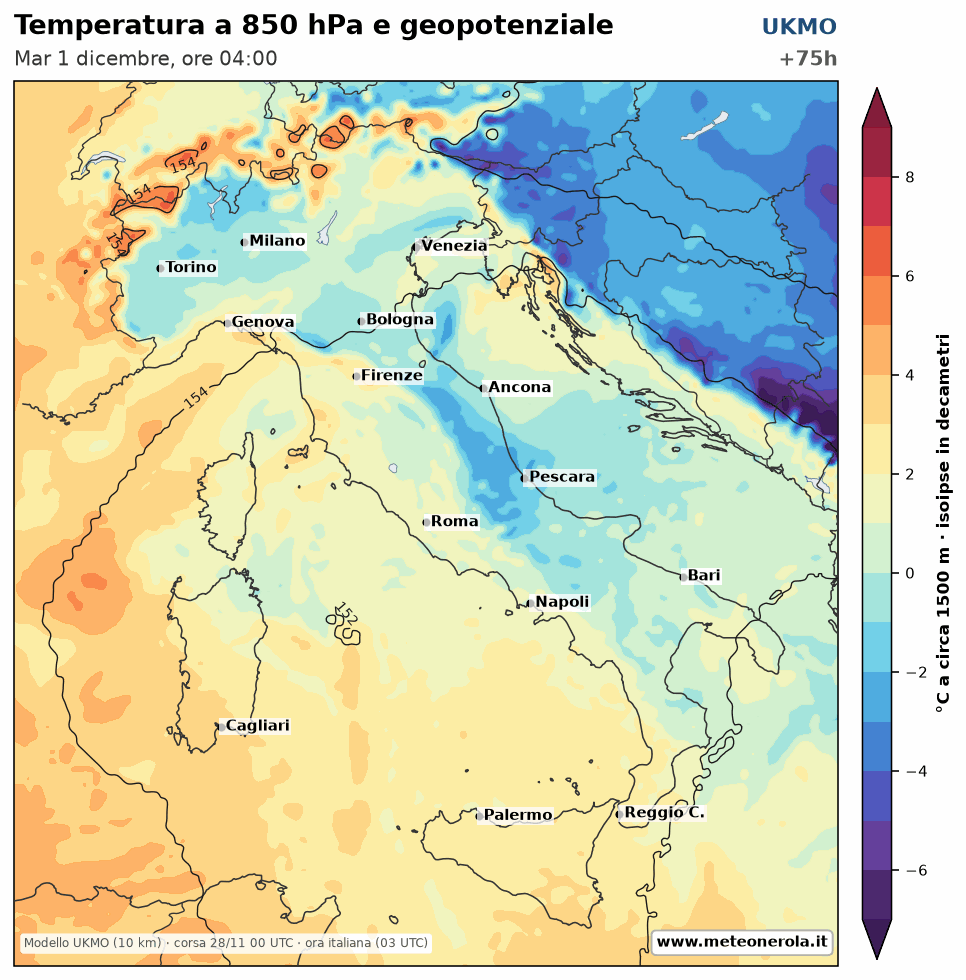 Temperatura a 850 hPa e geopotenziale
UKMO
Mar 1 dicembre, ore 04:00
+75h
154
154
154
Milano
Venezia
Torino
Genova
Bologna
Firenze
154
Ancona
Pescara
Roma
Bari
Napoli
150
Cagliari
Palermo
Reggio C.
8
6
4
2
0
−2
−4
−6
°C a circa 1500 m · isoipse in decametri
Modello UKMO (10 km) · corsa 28/11 00 UTC · ora italiana (03 UTC)
www.meteonerola.it